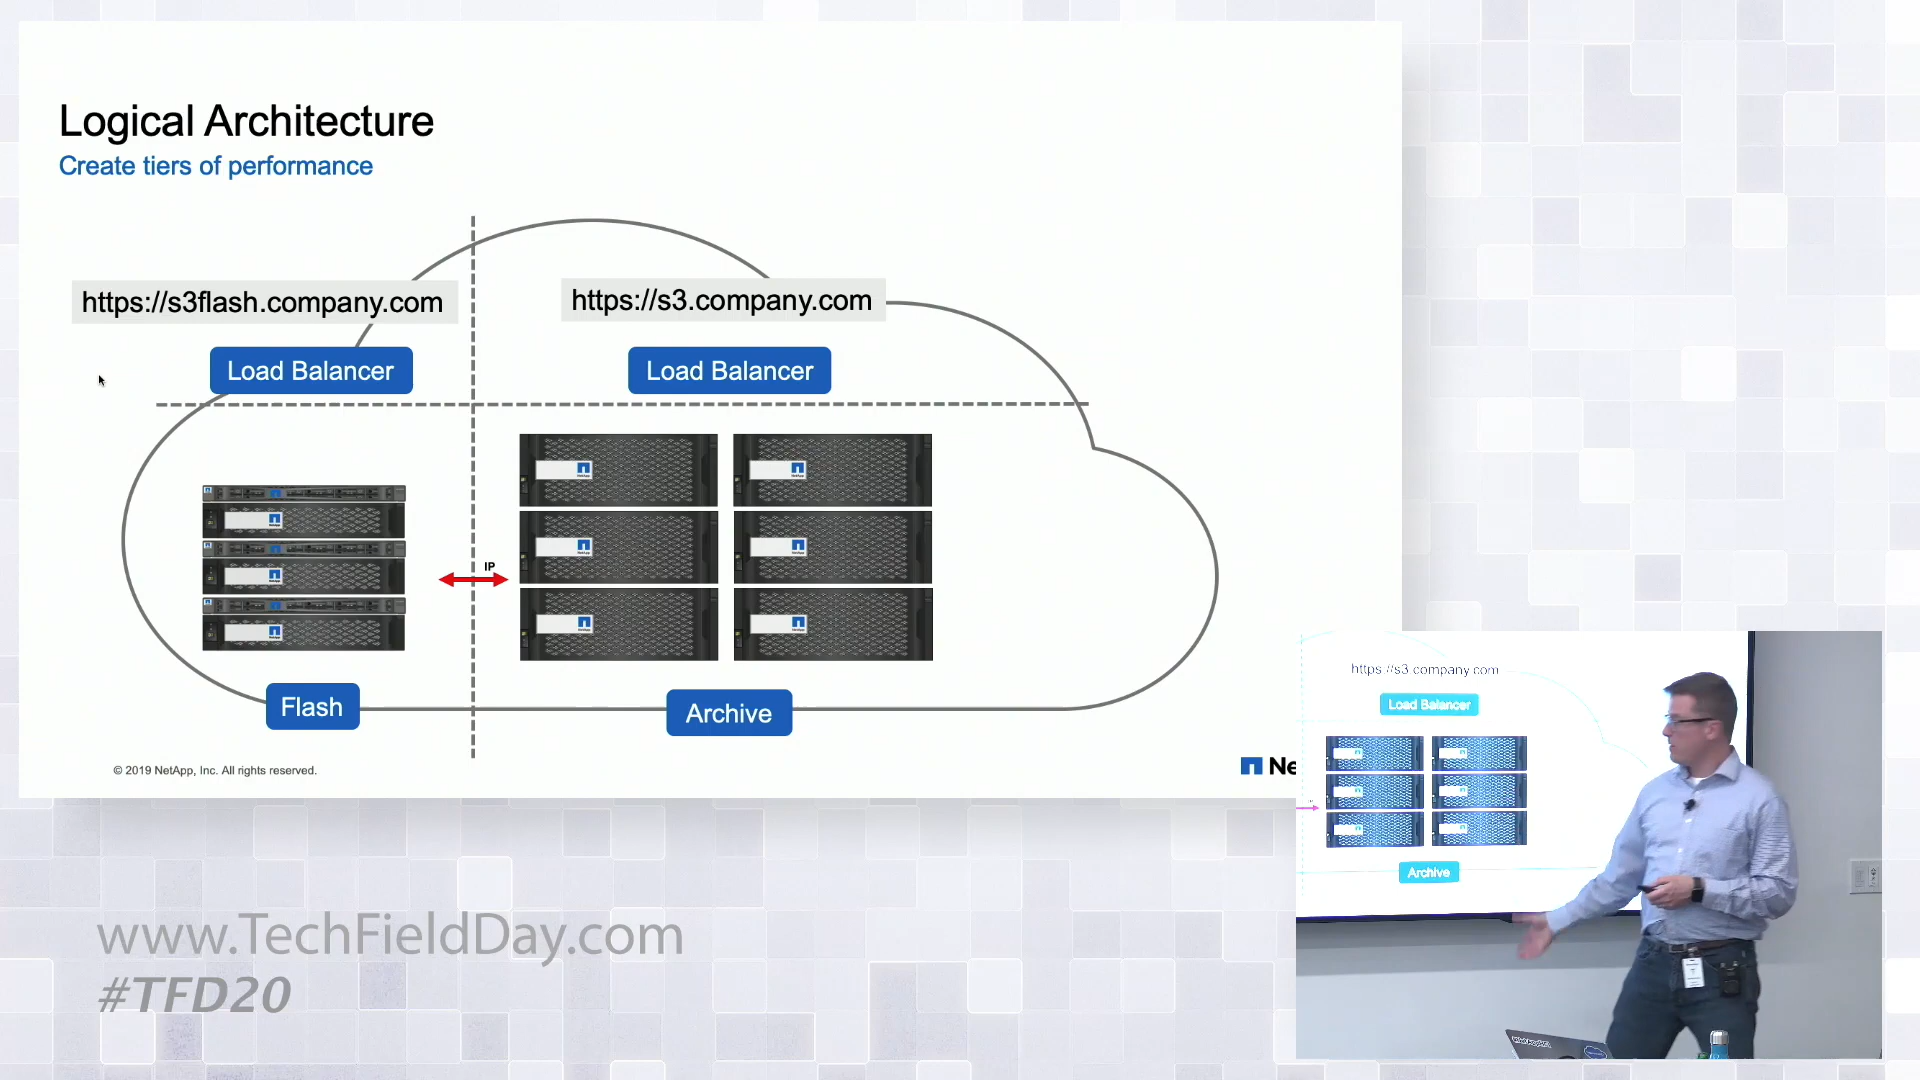 Logical Architecture
Create tiers of performance
https://s3flash.company.com
https://s3.company.com
Load Balancer
Load Balancer
IP
Flash
Archive
© 2019 NetApp, Inc. All rights reserved.
Ne
https://s3.company.com
Load Balancer
Archive
www.TechFieldDay.com
#TFD20